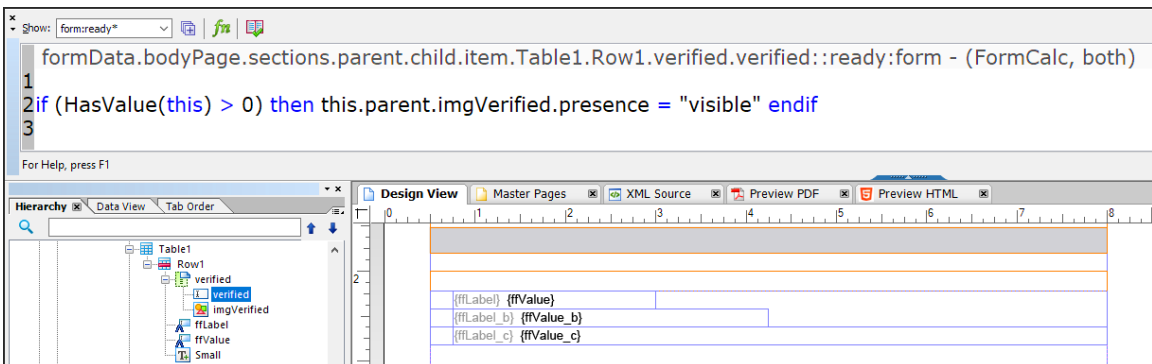 Show: form:ready*
fn
formData.bodyPage.sections.parent.child.item.Table1.Row1.verified.verified::ready:form - (FormCalc, both)
1
2 if (HasValue(this) > 0) then this.parent.imgVerified.presence = "visible" endif
3
For Help, press F1
Hierarchy Data View Tab Order
Design View Master Pages XML Source Preview PDF Preview HTML
0 1 2 3 4 5 6 7 8
Table1
Row1
2
verified
verified
imgVerified
ffLabel
ffValue
Small
{ffLabel} {ffValue}
{ffLabel_b} {ffValue_b}
{ffLabel_c} {ffValue_c}